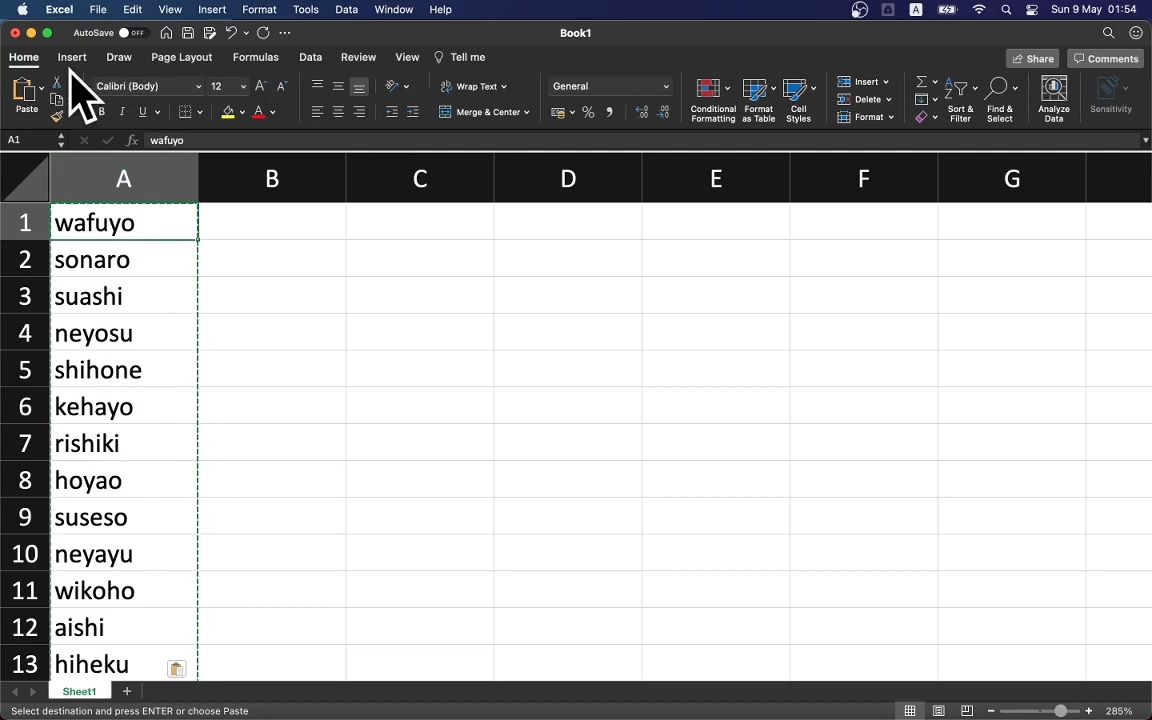 Excel File Edit View Insert Format Tools Data Window Help A Sun 9 May 01:54
AutoSave OFF Book1
Home Insert Draw Page Layout Formulas Data Review View Tell me Share Comments
Paste Calibri (Body) 12 A A Wrap Text General Conditional Formatting Format as Table Cell Styles Insert Sort & Filter Find & Select Analyze Data Sensitivity
B I U A Merge & Center % Delete
Format
A1 fx wafuyo
A B C D E F G
1 wafuyo
2 sonaro
3 suashi
4 neyosu
5 shihone
6 kehayo
7 rishiki
8 hoyao
9 suseso
10 neyayu
11 wikoho
12 aishi
13 hiheku
Sheet1 +
Select destination and press ENTER or choose Paste 285%